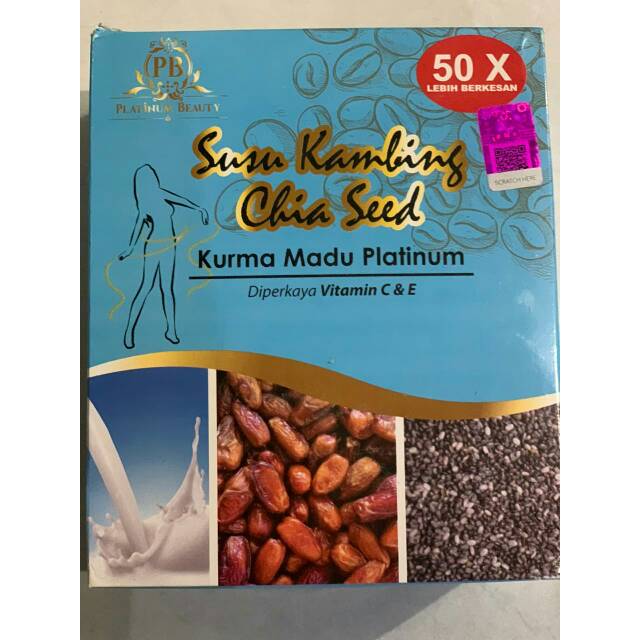 PB
PLATINUM BEAUTY
50 X
LEBIH BERKESAN
SCRATCH HERE
Susu Kambing
Chia Seed
Kurma Madu Platinum
Diperkaya Vitamin C & E